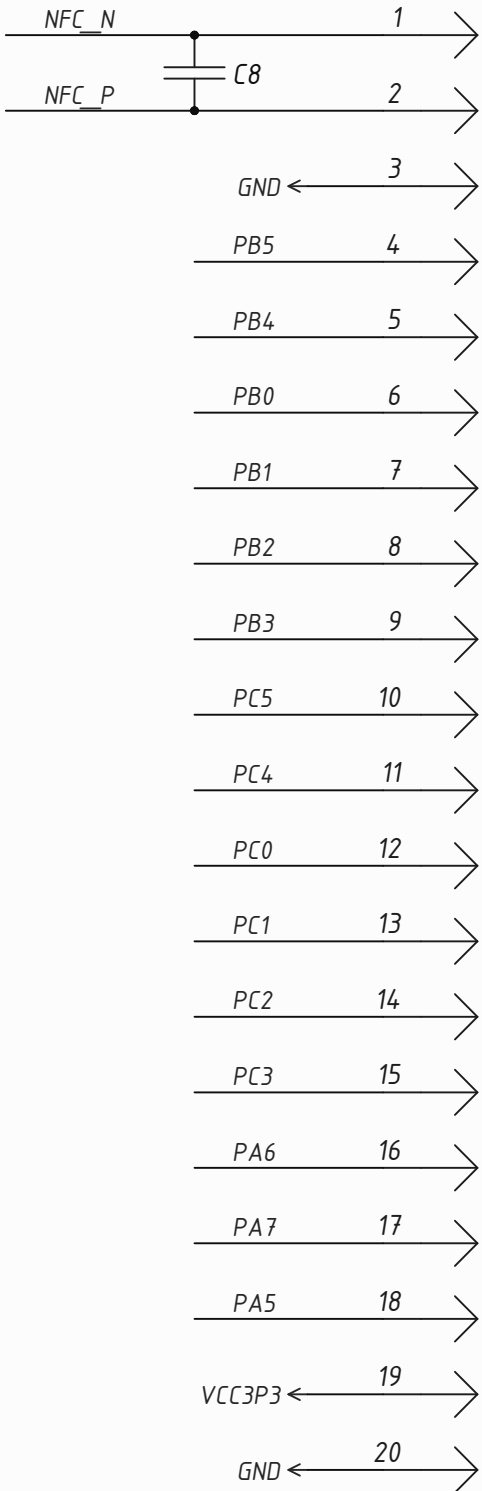 NFC_N 1
C8
NFC_P 2
GND 3
PB5 4
PB4 5
PB0 6
PB1 7
PB2 8
PB3 9
PC5 10
PC4 11
PC0 12
PC1 13
PC2 14
PC3 15
PA6 16
PA7 17
PA5 18
VCC3P3 19
GND 20